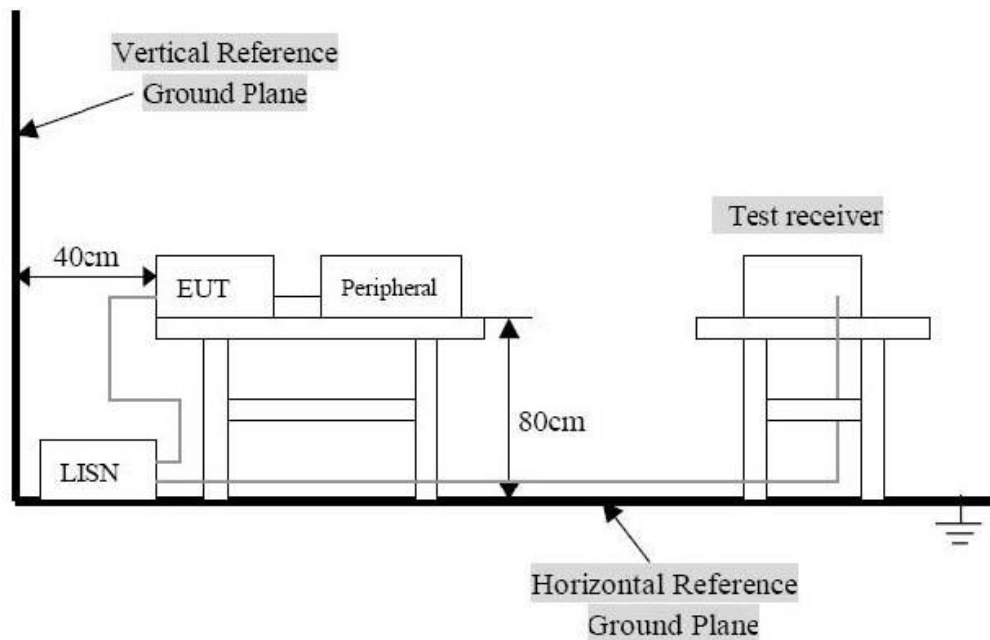 Vertical Reference
Ground Plane
Test receiver
40cm
EUT
Peripheral
80cm
LISN
Horizontal Reference
Ground Plane